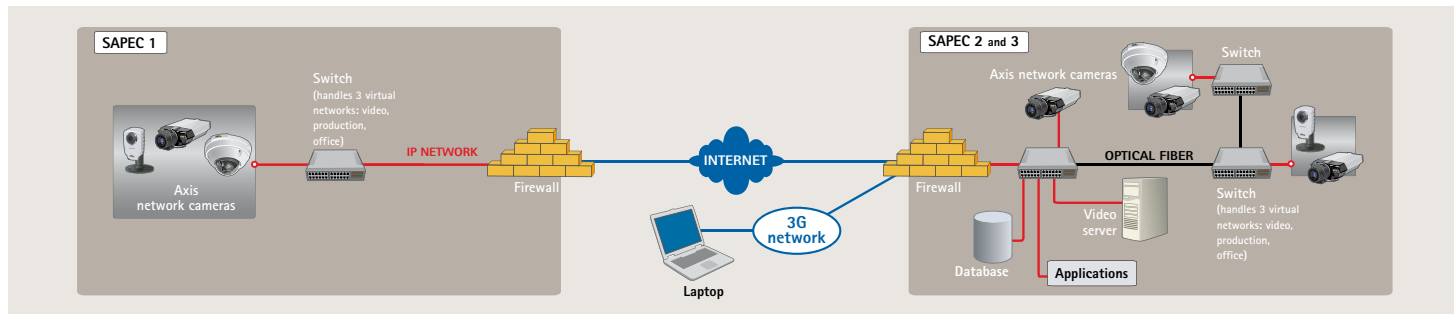 SAPEC 1
Switch
(handles 3 virtual
networks: video,
production,
office)
Axis
network cameras
IP NETWORK
Firewall
INTERNET
3G
network
Laptop
SAPEC 2 and 3
Axis network cameras
Switch
Firewall
OPTICAL FIBER
Video
server
Database
Applications
Switch
(handles 3 virtual
networks: video,
production,
office)